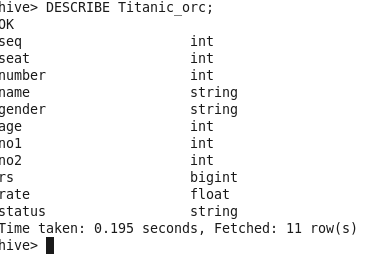 hive> DESCRIBE Titanic_orc;
OK
seq int
seat int
number int
name string
gender string
age int
no1 int
no2 int
rs bigint
rate float
status string
Time taken: 0.195 seconds, Fetched: 11 row(s)
hive>